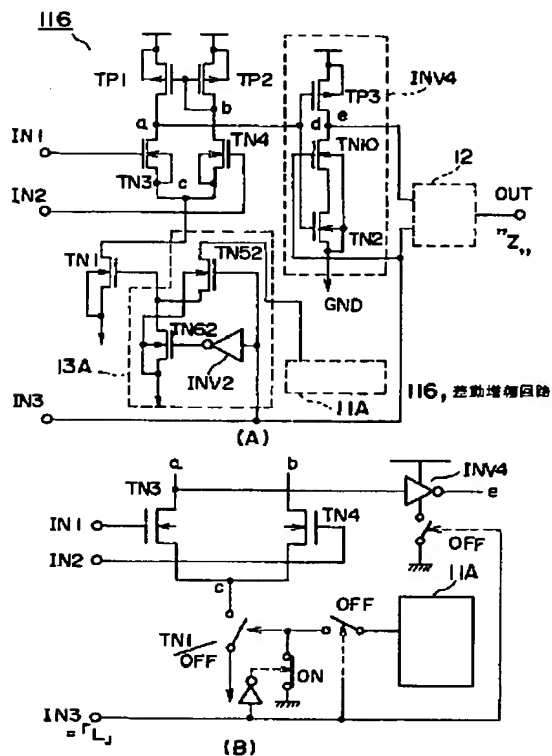 116
TP1
TP2
INV4
TP3
a
b
d
e
IN1
TN4
TN10
12
OUT
"Z"
TN3
c
IN2
TN2
TN1
TN52
GND
TN62
INV2
13A
11A
IN3
(A)
116, 差動増幅回路
a
b
INV4
TN3
e
IN1
TN4
IN2
OFF
11A
c
OFF
TN1
OFF
ON
IN3
=「L」
(B)